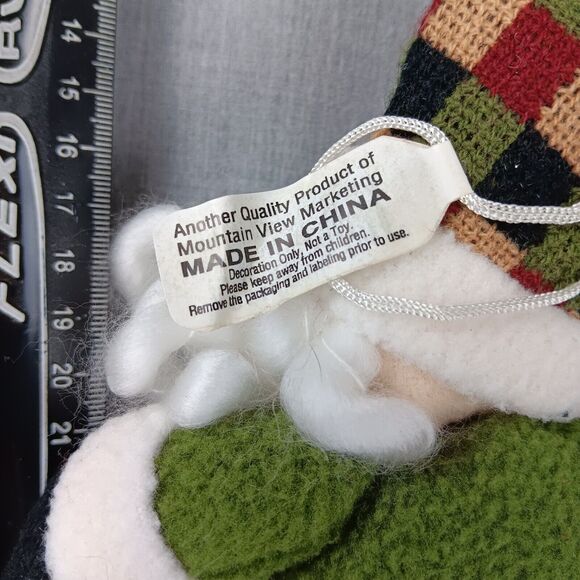 Another Quality Product of
Mountain View Marketing
MADE IN CHINA
Decoration Only, Not a Toy.
Please keep away from children.
Remove the packaging and labeling prior to use.
14
15
16
17
18
19
20
21
FLEXI